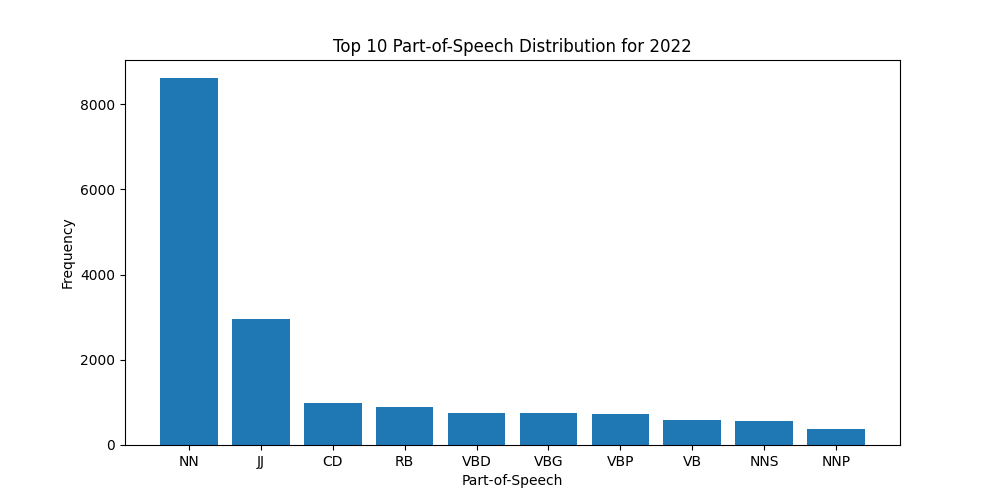 Top 10 Part-of-Speech Distribution for 2022
8000
6000
4000
2000
0
Frequency
NN JJ CD RB VBD VBG VBP VB NNS NNP
Part-of-Speech